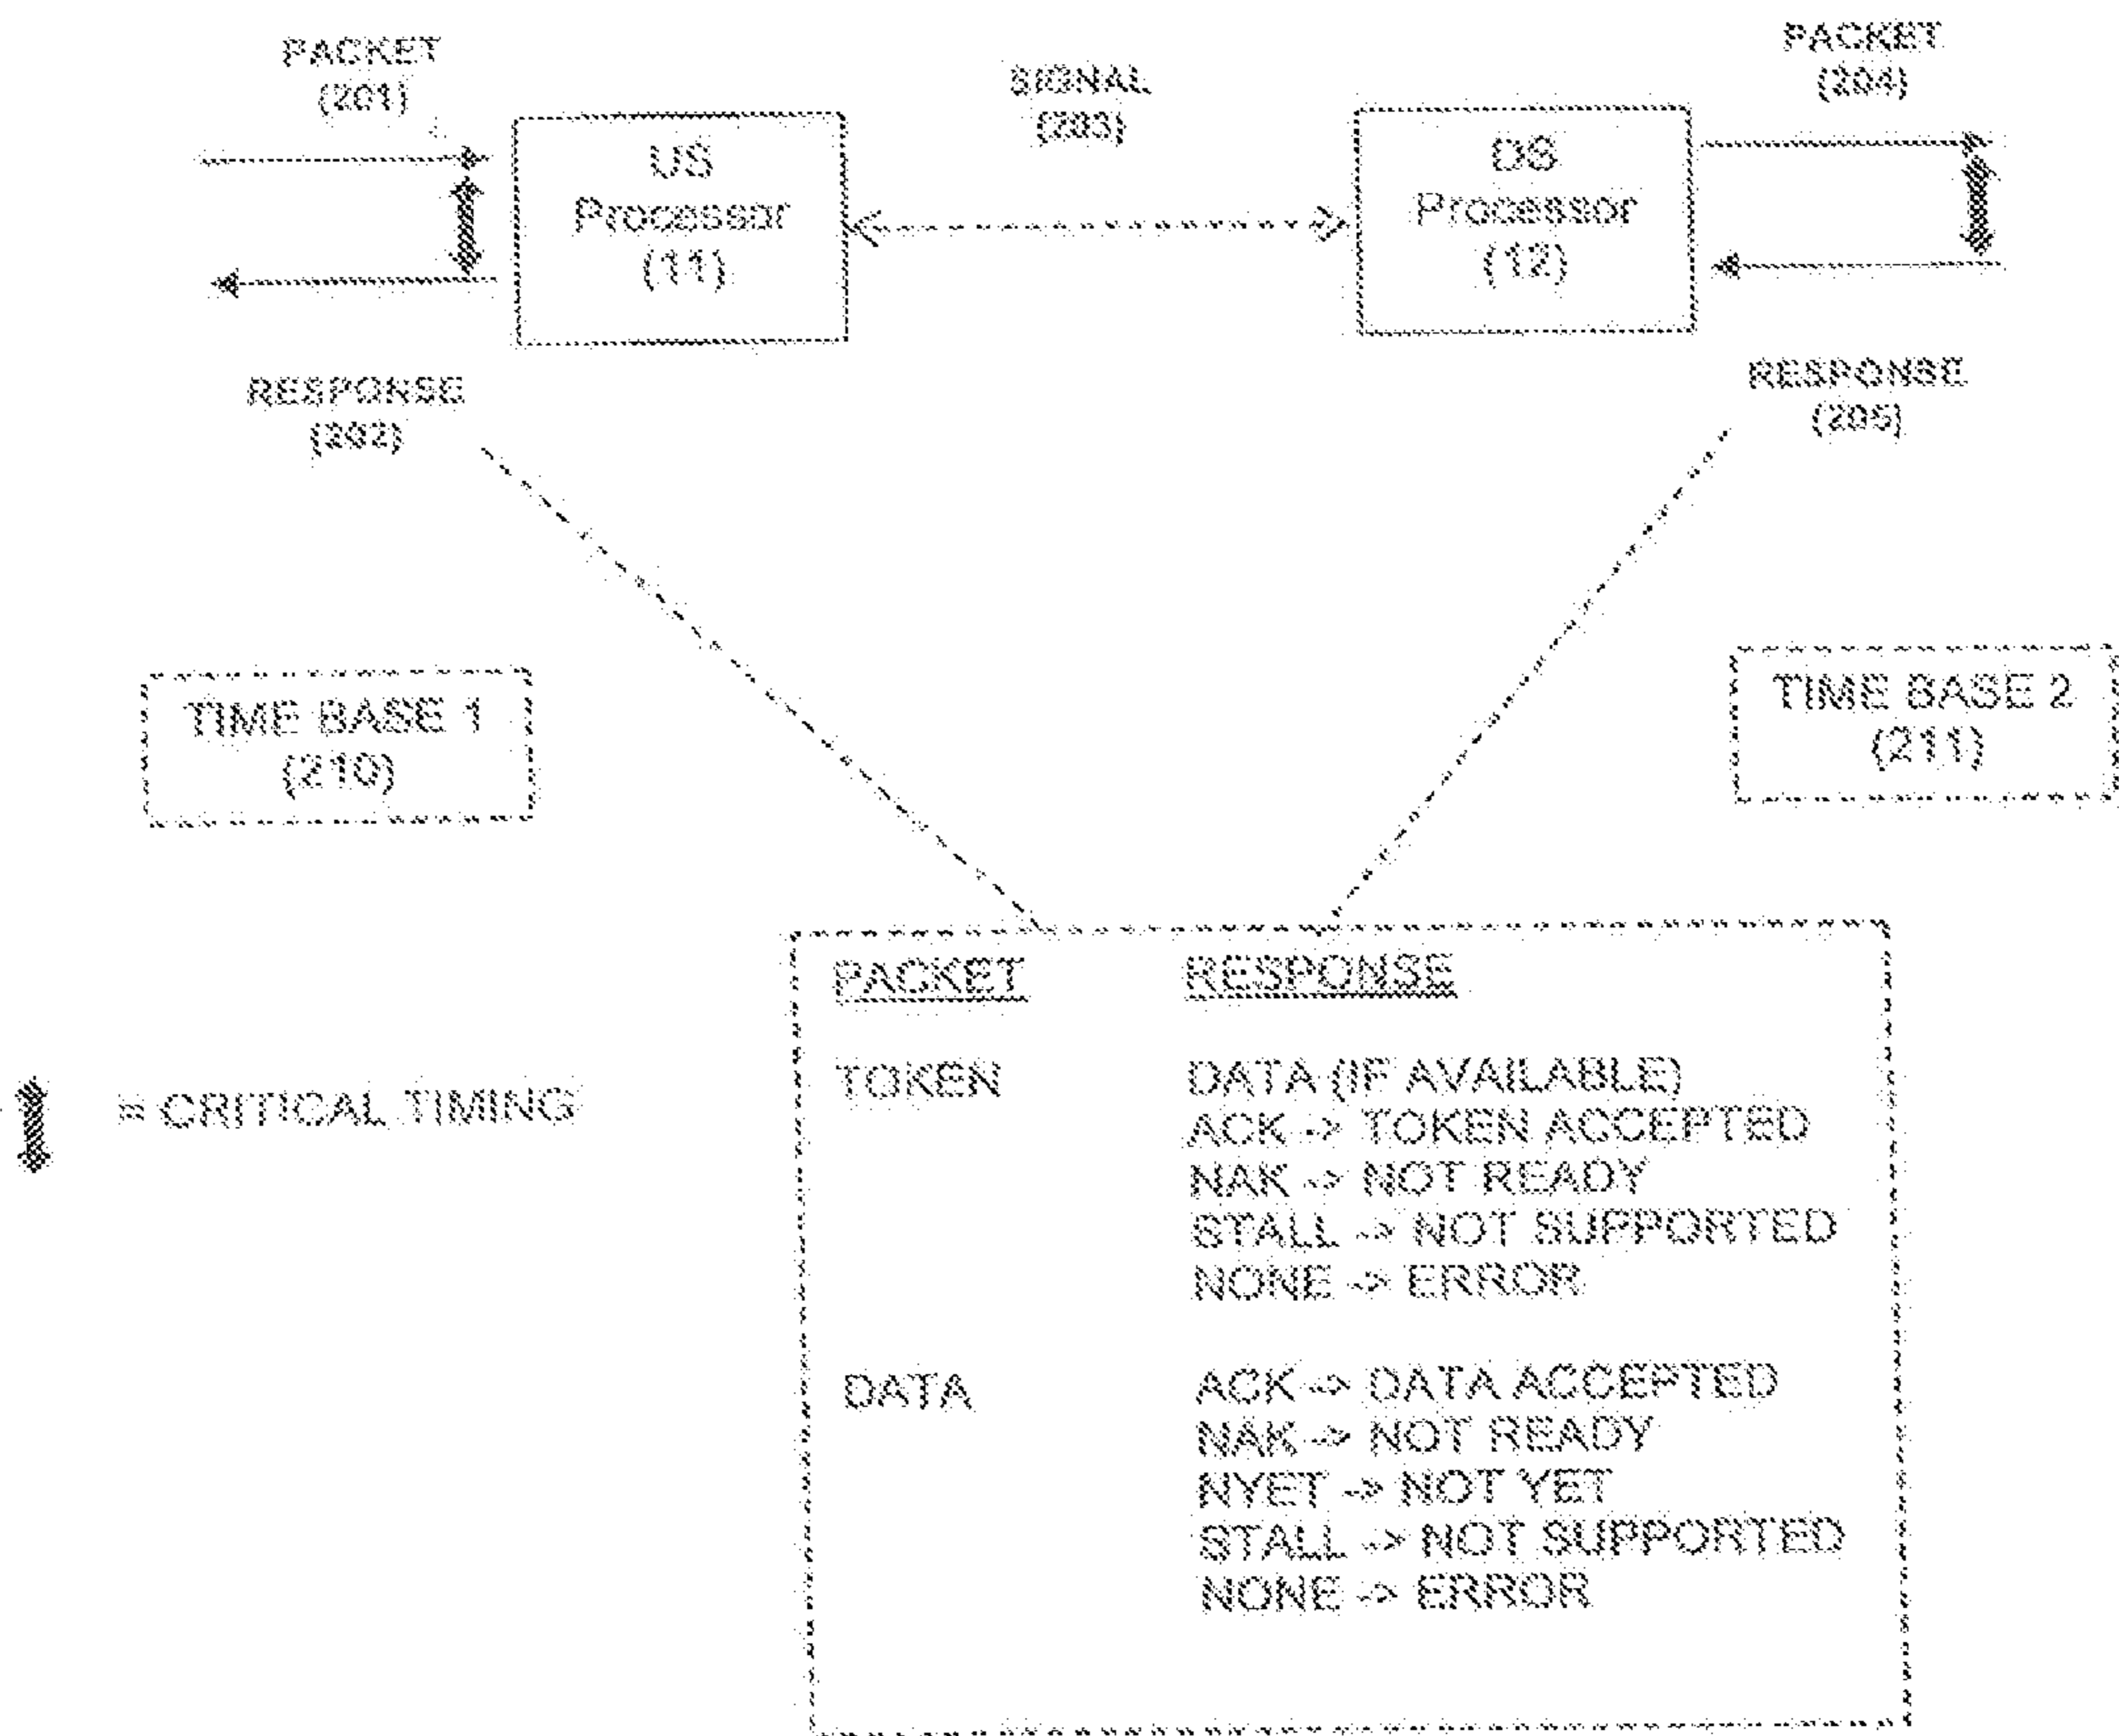 PACKET
(201)
SIGNAL
(203)
PACKET
(204)
US
Processor
(11)
DS
Processor
(12)
RESPONSE
(202)
RESPONSE
(205)
TIME BASE 1
(210)
TIME BASE 2
(211)
= CRITICAL TIMING
PACKET RESPONSE
TOKEN DATA (IF AVAILABLE)
ACK -> TOKEN ACCEPTED
NAK -> NOT READY
STALL -> NOT SUPPORTED
NONE -> ERROR
DATA ACK -> DATA ACCEPTED
NAK -> NOT READY
NYET -> NOT YET
STALL -> NOT SUPPORTED
NONE -> ERROR